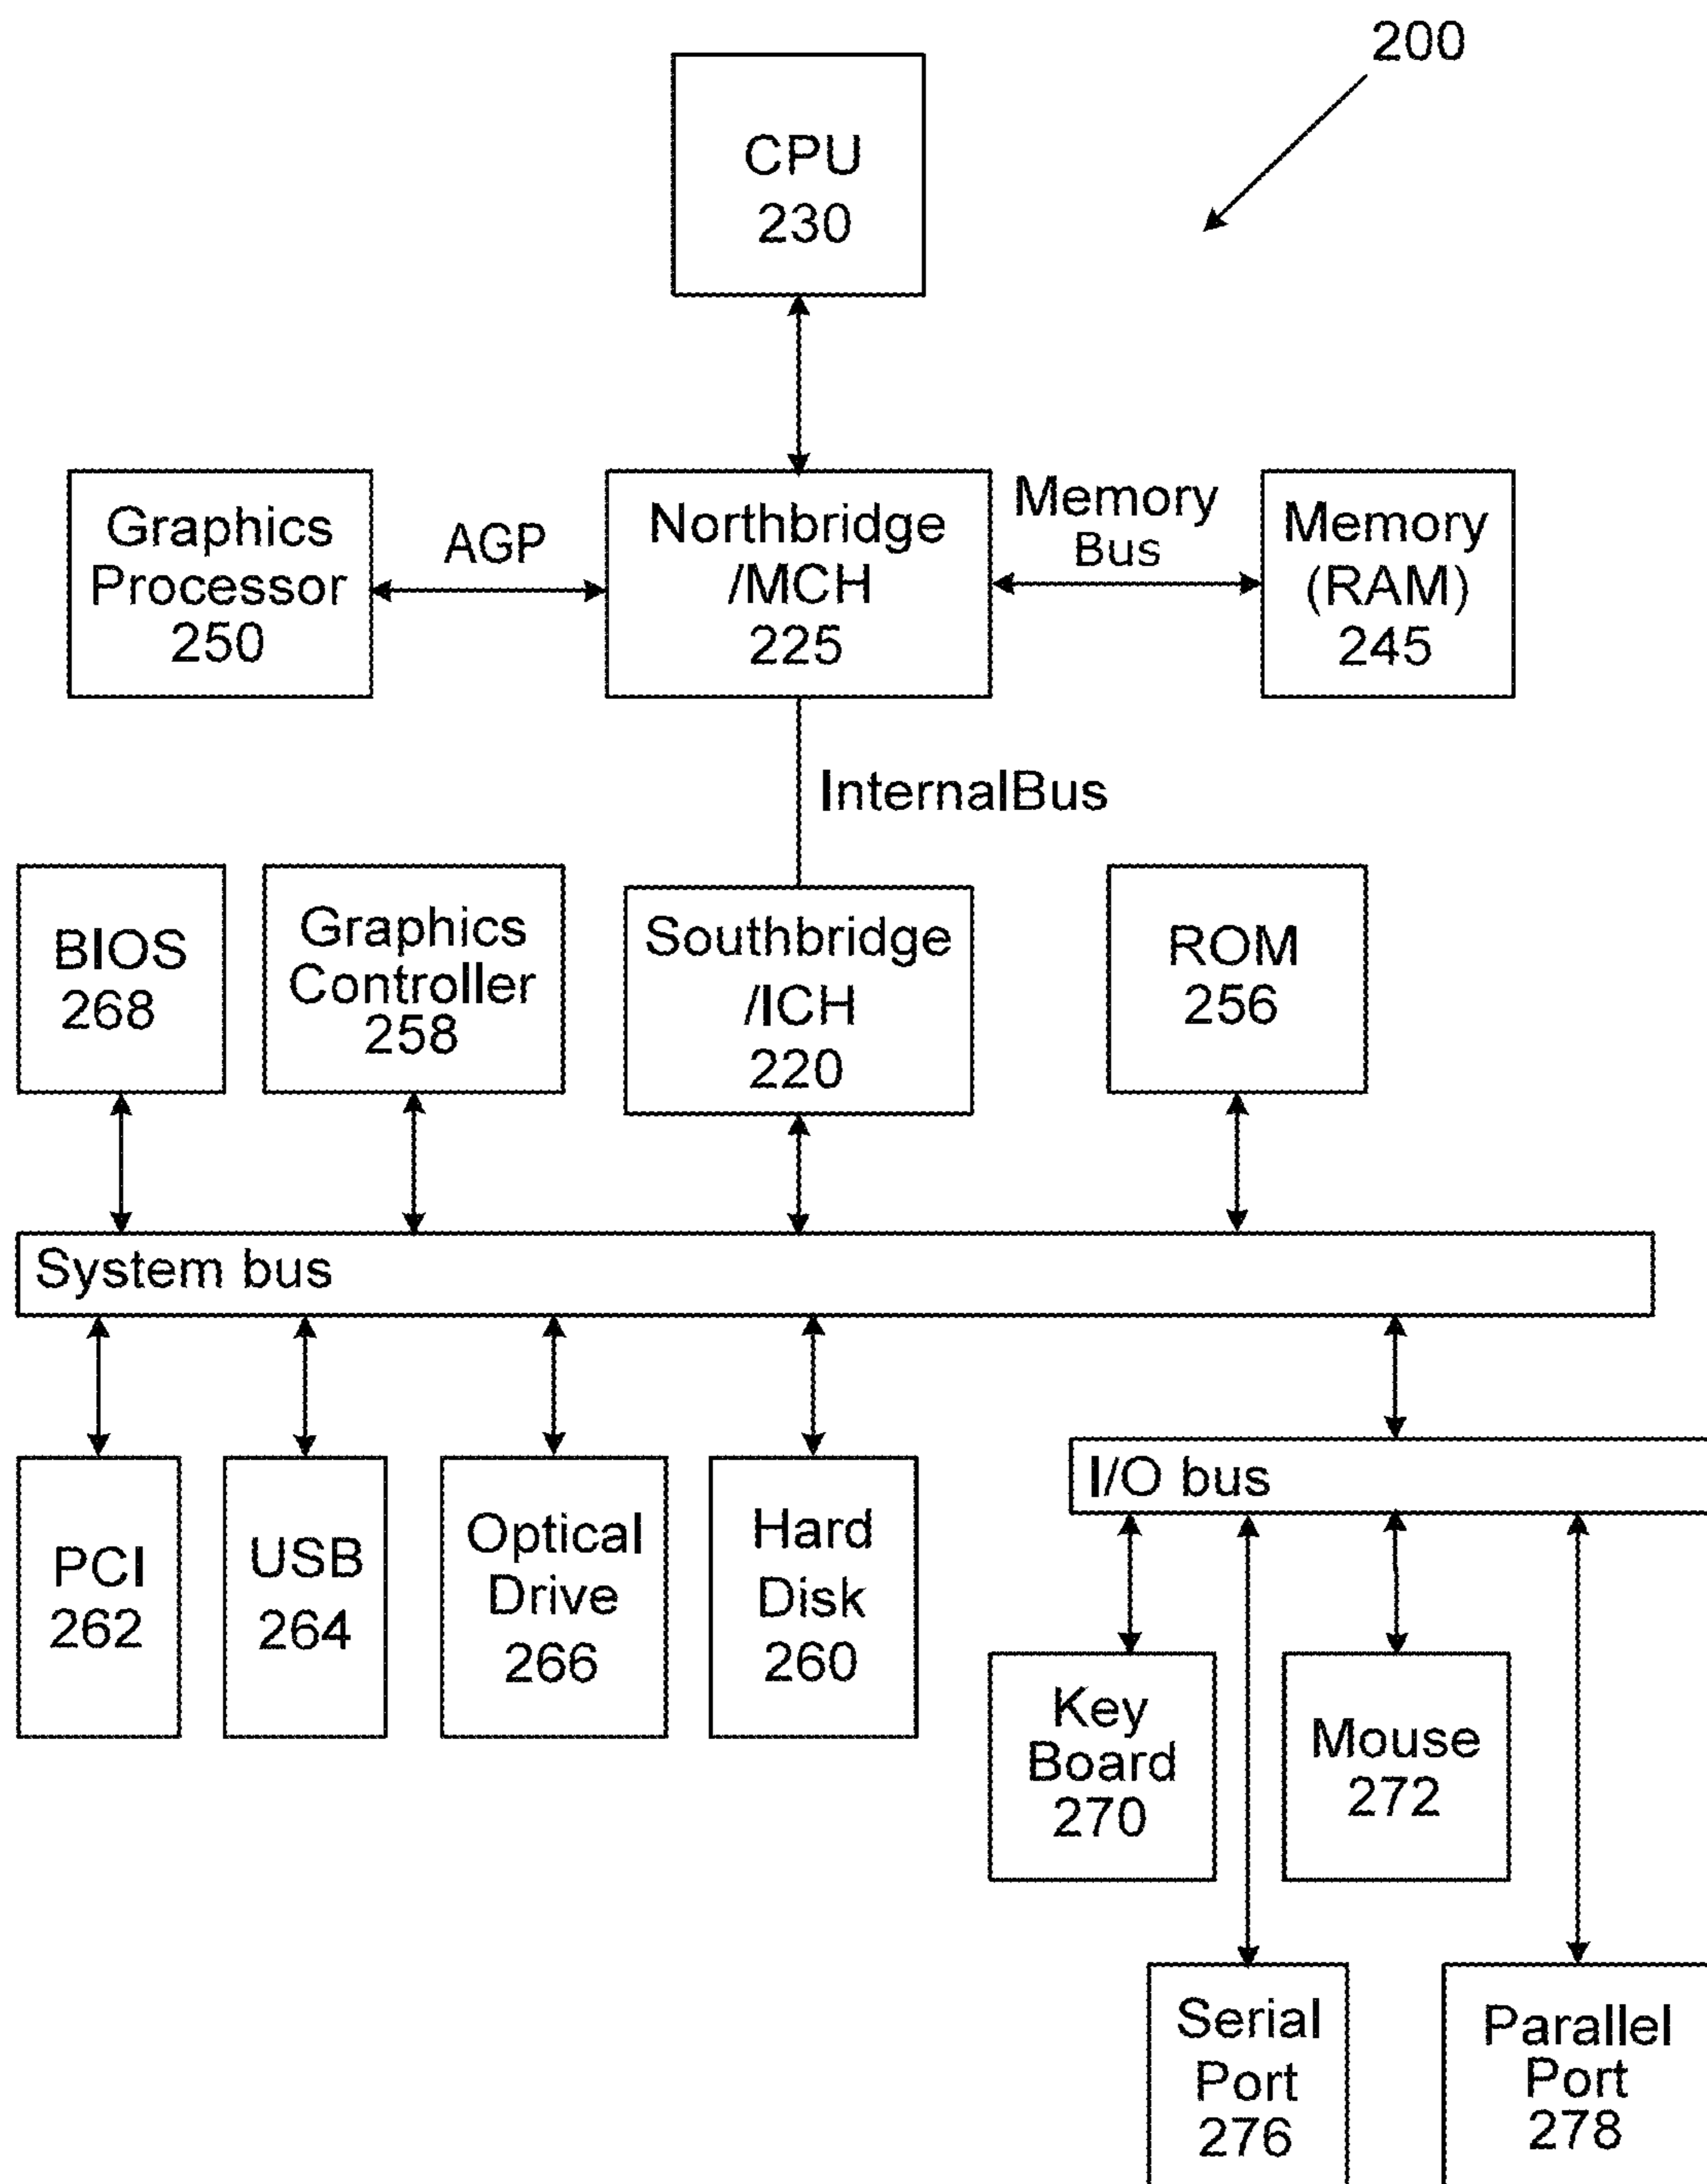 200
CPU
230
Graphics
Processor
250
AGP
Northbridge
/MCH
225
Memory
Bus
Memory
(RAM)
245
InternalBus
BIOS
268
Graphics
Controller
258
Southbridge
/ICH
220
ROM
256
System bus
PCI
262
USB
264
Optical
Drive
266
Hard
Disk
260
I/O bus
Key
Board
270
Mouse
272
Serial
Port
276
Parallel
Port
278